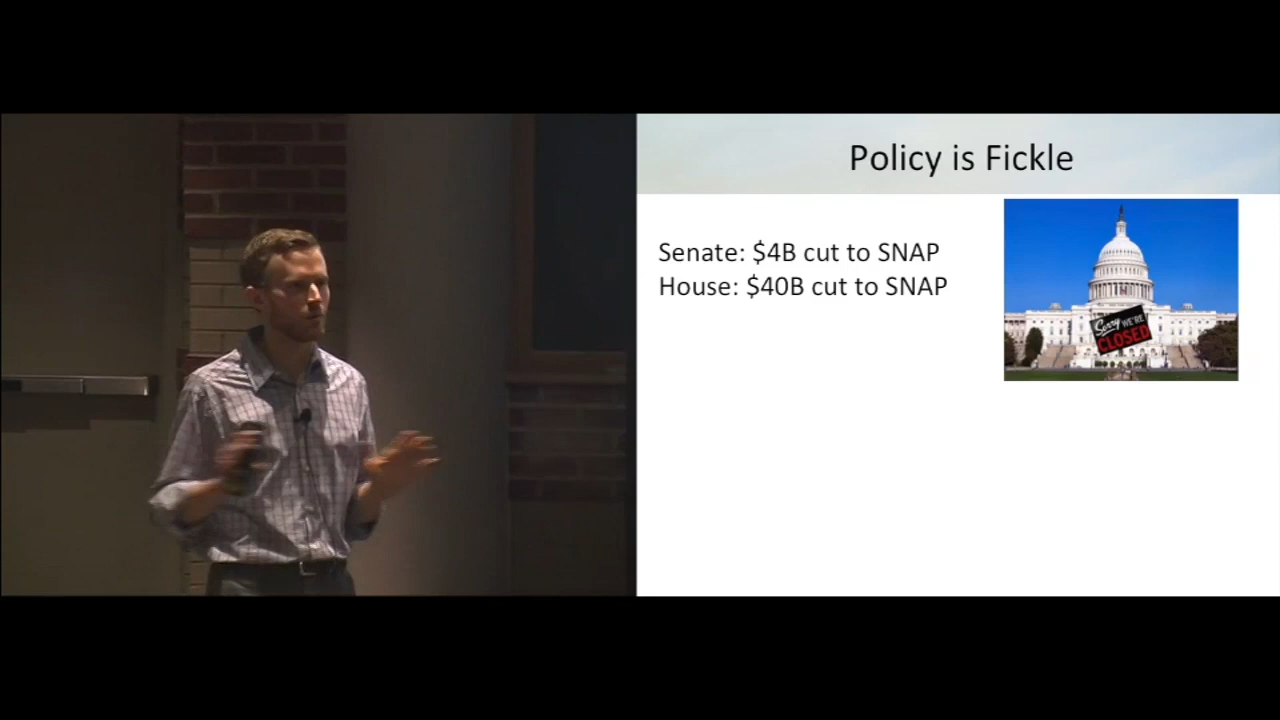 Policy is Fickle
Senate: $4B cut to SNAP
House: $40B cut to SNAP
Sorry WE'RE
CLOSED